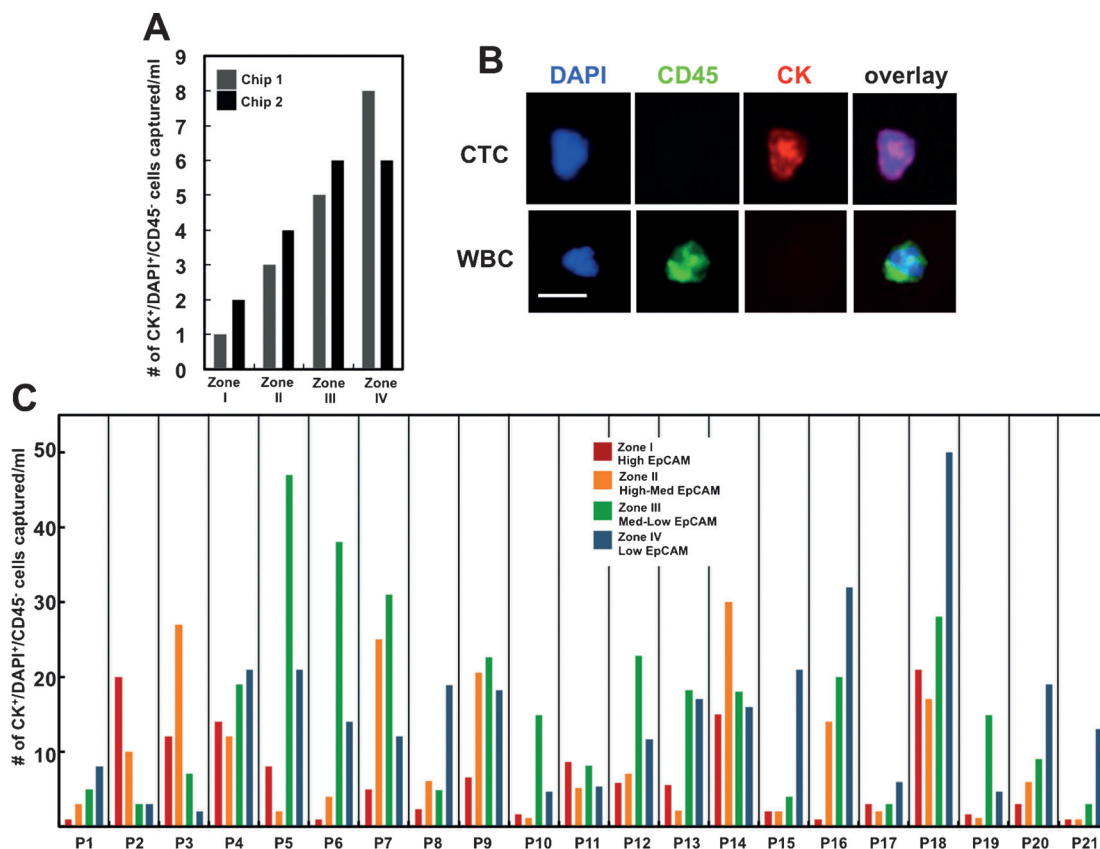 A
# of CK⁺/DAPI⁺/CD45⁻ cells captured/ml
9
8
7
6
5
4
3
2
1
0
Chip 1
Chip 2
Zone I
Zone II
Zone III
Zone IV
B
DAPI CD45 CK overlay
CTC
WBC
C
# of CK⁺/DAPI⁺/CD45⁻ cells captured/ml
50
40
30
20
10
Zone I
High EpCAM
Zone II
High-Med EpCAM
Zone III
Med-Low EpCAM
Zone IV
Low EpCAM
P1 P2 P3 P4 P5 P6 P7 P8 P9 P10 P11 P12 P13 P14 P15 P16 P17 P18 P19 P20 P21